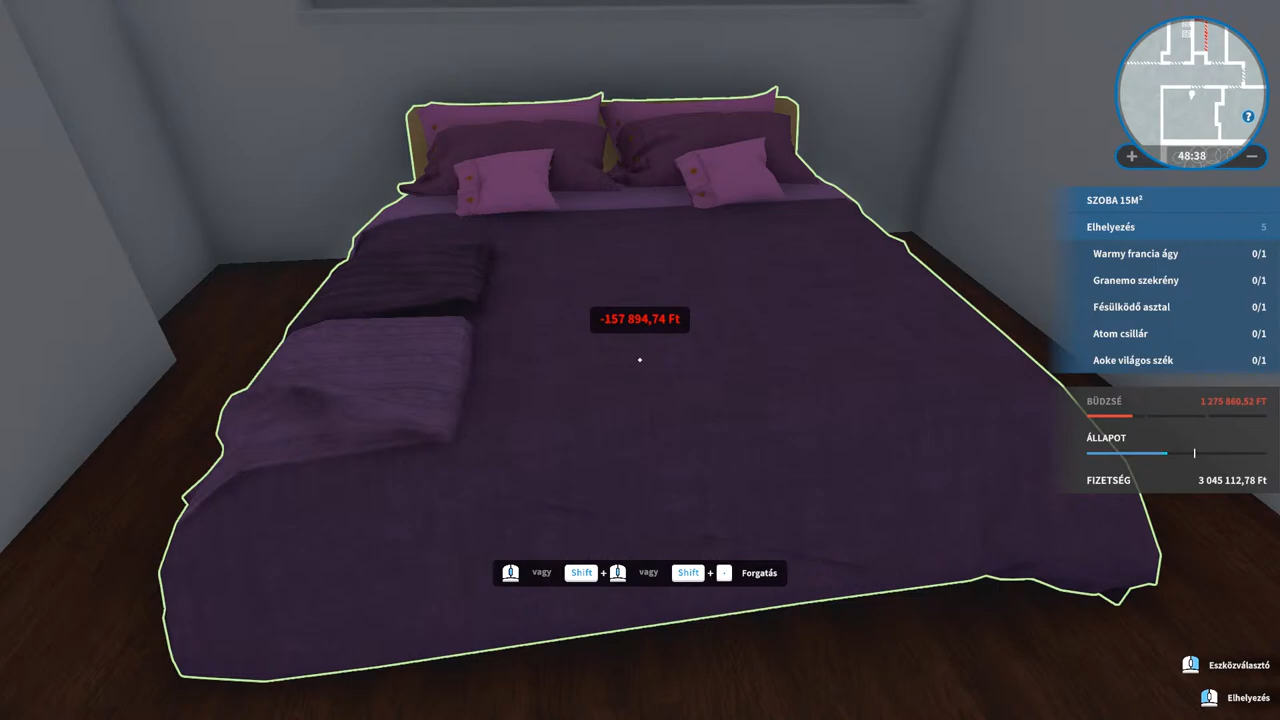 48:38
SZOBA 15M²
Elhelyezés 5
Warmy francia ágy 0/1
Granemo szekrény 0/1
Fésülködő asztal 0/1
Atom csillár 0/1
Aoke világos szék 0/1
-157 894,74 Ft
BÜDZSÉ 1 275 860,52 FT
ÁLLAPOT
FIZETSÉG 3 045 112,78 Ft
vagy Shift + vagy Shift + · Forgatás
Eszközválasztó
Elhelyezés